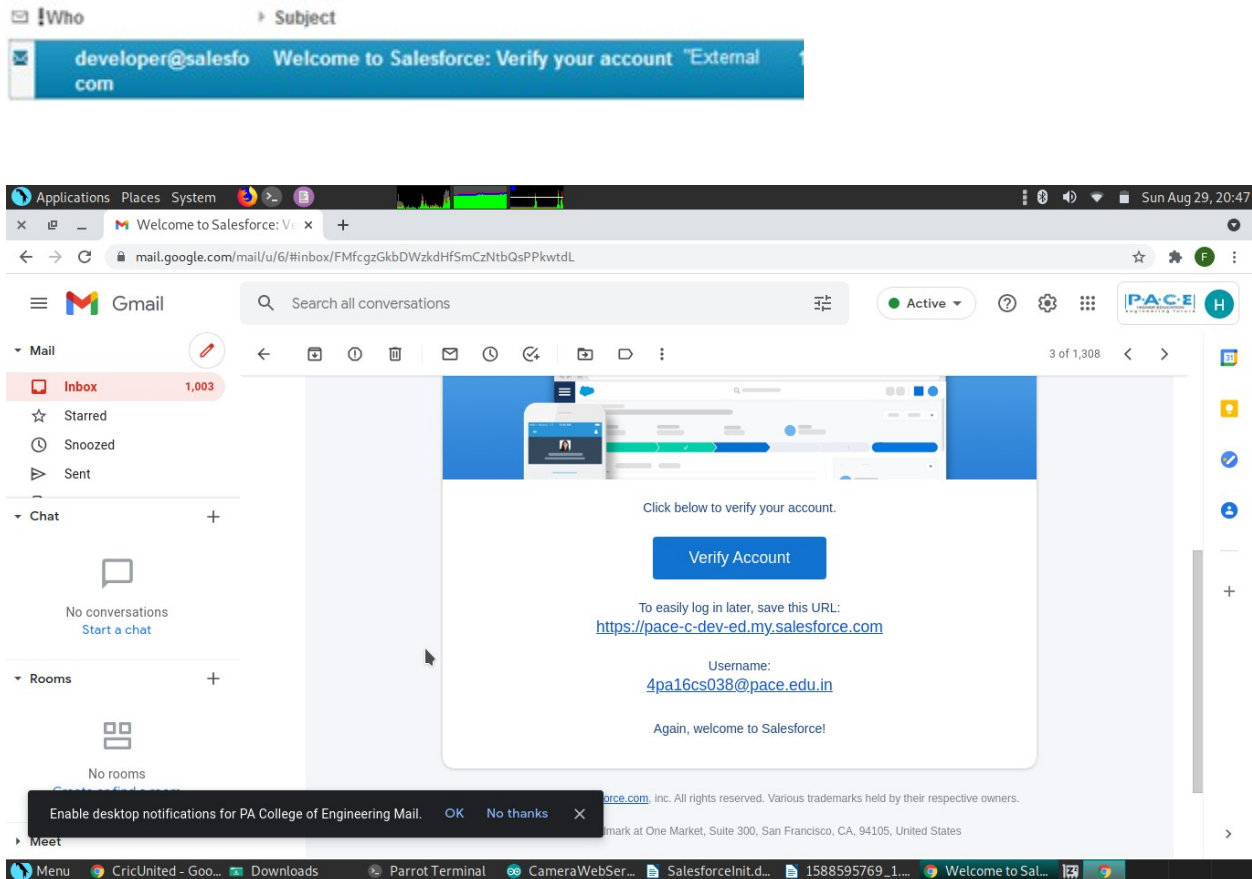 !Who Subject
developer@salesfo Welcome to Salesforce: Verify your account "External
com
Applications Places System Sun Aug 29, 20:47
Welcome to Salesforce: Ve
mail.google.com/mail/u/6/#inbox/FMfcgzGkbDWzkdHfSmCzNtbQsPPkwtdL F
Gmail Search all conversations Active P·A·C·E H
Mail 3 of 1,308
31
Inbox 1,003
Starred
Snoozed
Sent
Chat
No conversations
Start a chat
Rooms
No rooms
Click below to verify your account.
Verify Account
To easily log in later, save this URL:
https://pace-c-dev-ed.my.salesforce.com
Username:
4pa16cs038@pace.edu.in
Again, welcome to Salesforce!
orce.com, inc. All rights reserved. Various trademarks held by their respective owners.
Enable desktop notifications for PA College of Engineering Mail. OK No thanks
dmark at One Market, Suite 300, San Francisco, CA, 94105, United States
Meet
Menu CricUnited - Goo... Downloads Parrot Terminal CameraWebSer... SalesforceInit.d... 1588595769_1.... Welcome to Sal...